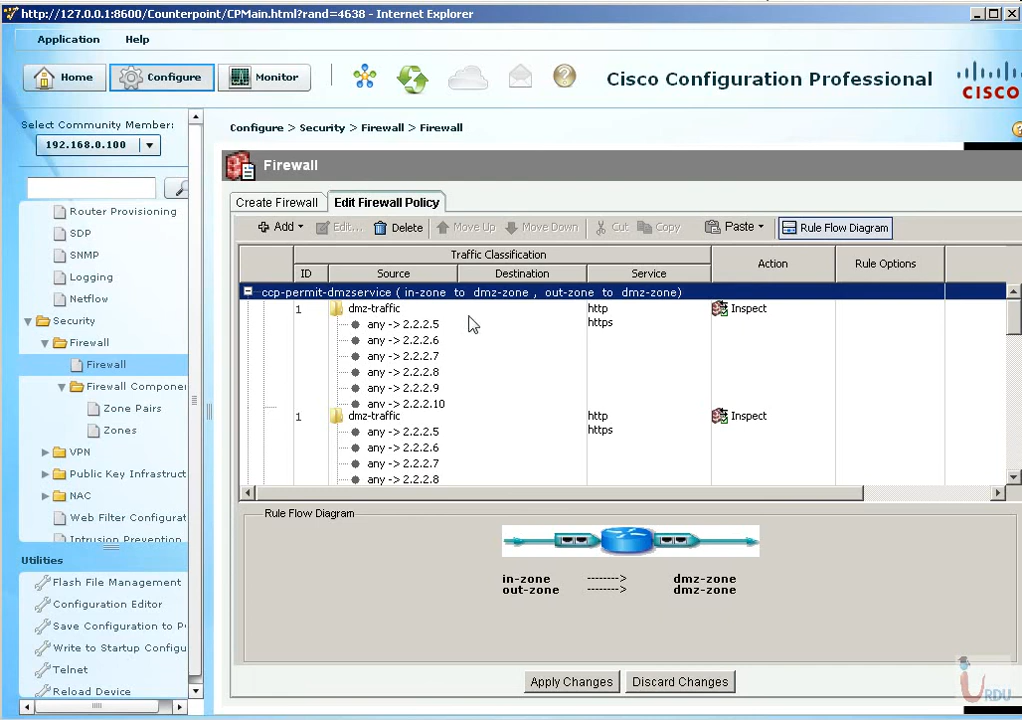 http://127.0.0.1:8600/Counterpoint/CPMain.html?rand=4638 - Internet Explorer
Application Help
Home Configure Monitor Cisco Configuration Professional
CISCO
Select Community Member:
192.168.0.100
Configure > Security > Firewall > Firewall
Firewall
Create Firewall Edit Firewall Policy
Add Edit... Delete Move Up Move Down Cut Copy Paste Rule Flow Diagram
Traffic Classification
ID Source Destination Service Action Rule Options
ccp-permit-dmzservice ( in-zone to dmz-zone , out-zone to dmz-zone)
1 dmz-traffic http Inspect
any -> 2.2.2.5 https
any -> 2.2.2.6
any -> 2.2.2.7
any -> 2.2.2.8
any -> 2.2.2.9
any -> 2.2.2.10
1 dmz-traffic http Inspect
any -> 2.2.2.5 https
any -> 2.2.2.6
any -> 2.2.2.7
any -> 2.2.2.8
Rule Flow Diagram
in-zone --------> dmz-zone
out-zone --------> dmz-zone
Apply Changes Discard Changes
Router Provisioning
SDP
SNMP
Logging
Netflow
Security
Firewall
Firewall
Firewall Componer
Zone Pairs
Zones
VPN
Public Key Infrastruct
NAC
Web Filter Configurat
Intrusion Prevention
Utilities
Flash File Management
Configuration Editor
Save Configuration to P
Write to Startup Configu
Telnet
Reload Device
URDU